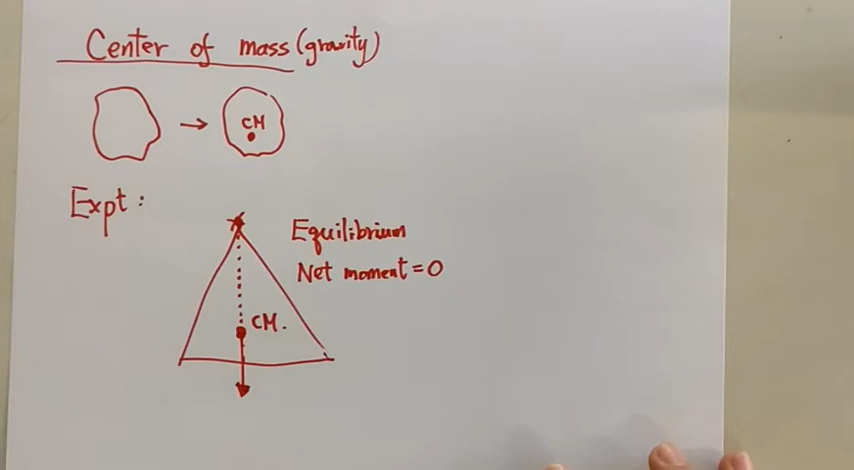 Center of mass (gravity)
CM
Expt:
Equilibrium
Net moment = 0
CM.